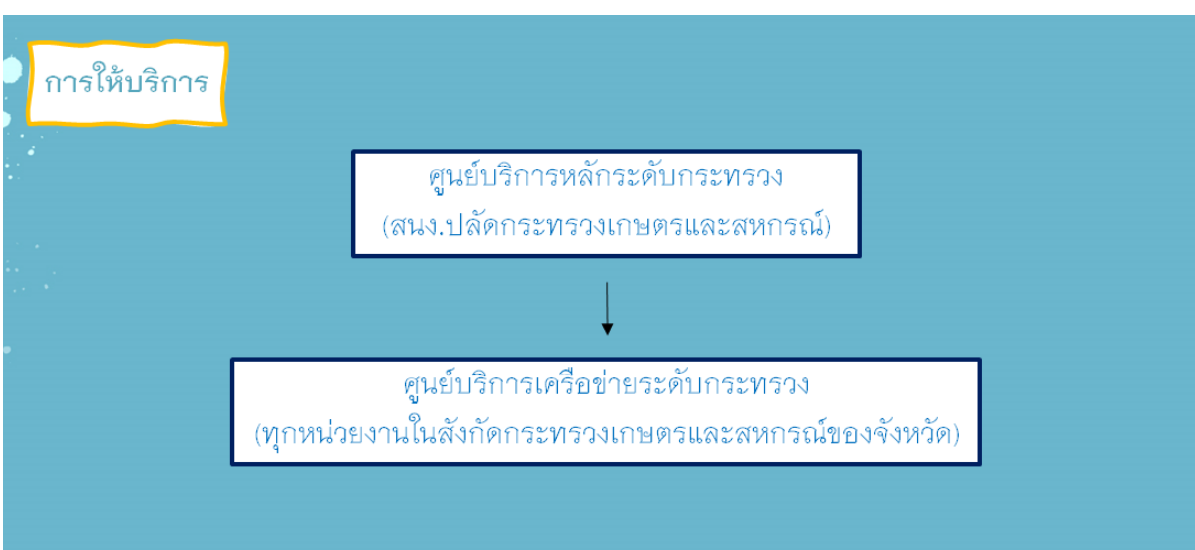 การให้บริการ
ศูนย์บริการหลักระดับกระทรวง
(สนง.ปลัดกระทรวงเกษตรและสหกรณ์)
ศูนย์บริการเครือข่ายระดับกระทรวง
(ทุกหน่วยงานในสังกัดกระทรวงเกษตรและสหกรณ์ของจังหวัด)